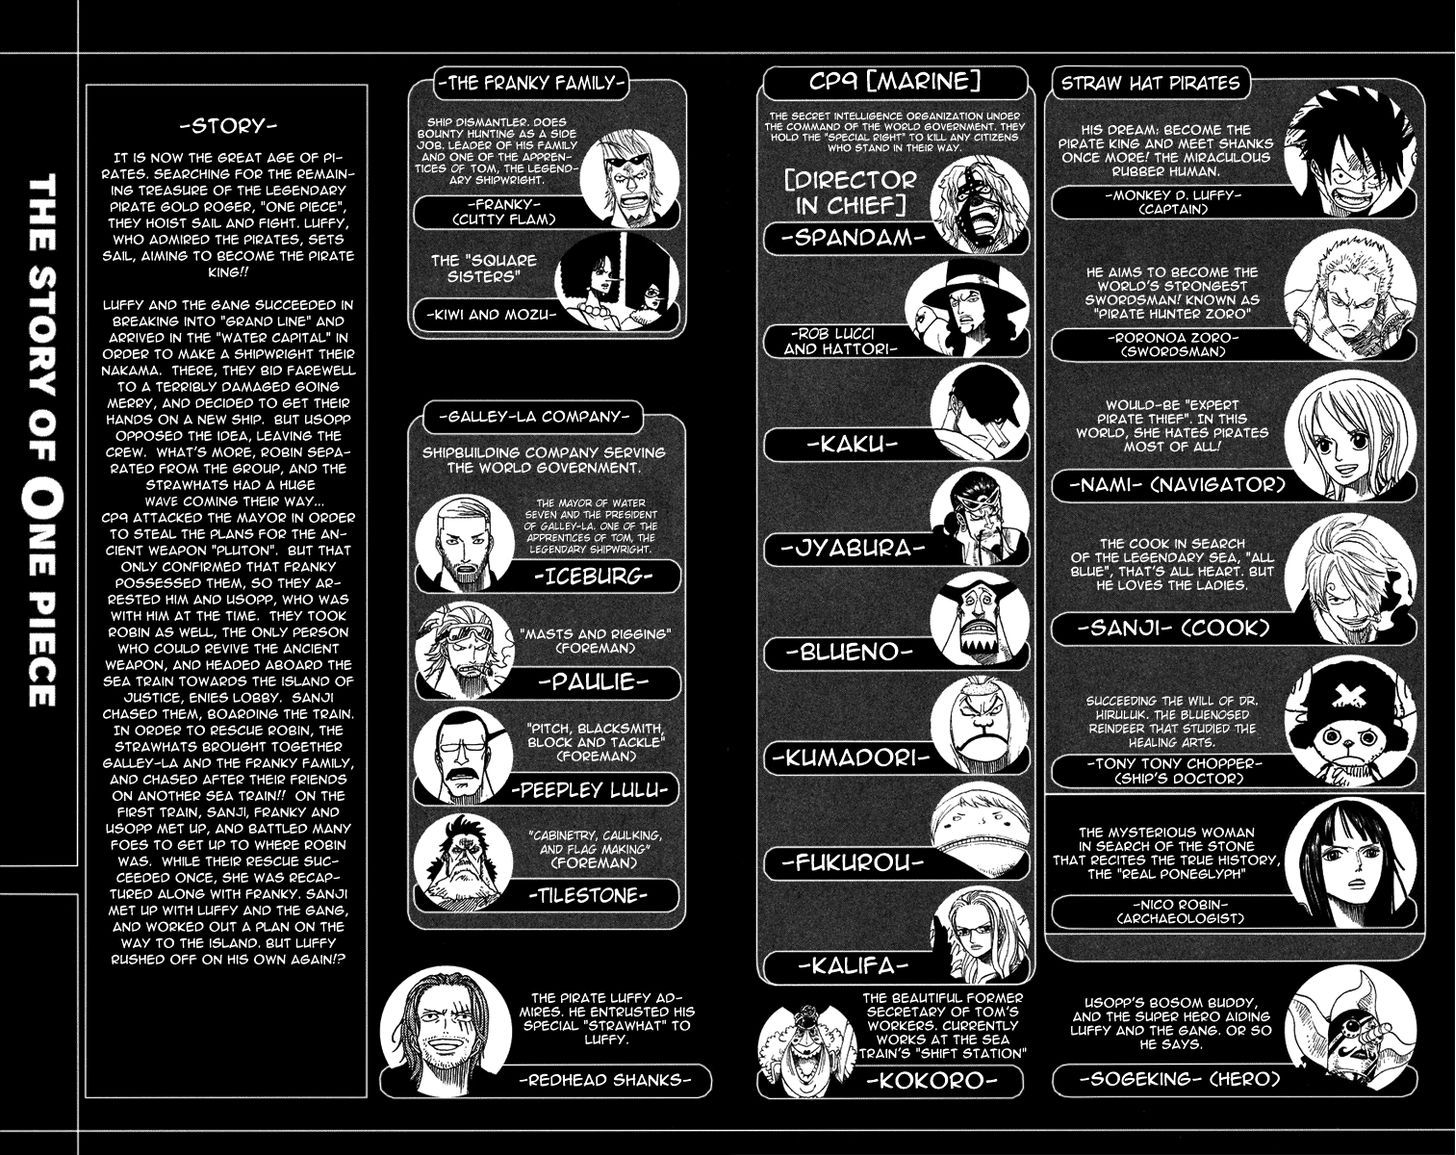 THE STORY OF ONE PIECE
-STORY-
IT IS NOW THE GREAT AGE OF PI-
RATES. SEARCHING FOR THE REMAIN-
ING TREASURE OF THE LEGENDARY
PIRATE GOLD ROGER, "ONE PIECE",
THEY HOIST SAIL AND FIGHT. LUFFY,
WHO ADMIRED THE PIRATES, SETS
SAIL, AIMING TO BECOME THE PIRATE
KING!!
LUFFY AND THE GANG SUCCEEDED IN
BREAKING INTO "GRAND LINE" AND
ARRIVED IN THE "WATER CAPITAL" IN
ORDER TO MAKE A SHIPWRIGHT THEIR
NAKAMA. THERE, THEY BID FAREWELL
TO A TERRIBLY DAMAGED GOING
MERRY, AND DECIDED TO GET THEIR
HANDS ON A NEW SHIP. BUT USOPP
OPPOSED THE IDEA, LEAVING THE
CREW. WHAT'S MORE, ROBIN SEPA-
RATED FROM THE GROUP, AND THE
STRAWHATS HAD A HUGE
WAVE COMING THEIR WAY...
CP9 ATTACKED THE MAYOR IN ORDER
TO STEAL THE PLANS FOR THE AN-
CIENT WEAPON "PLUTON". BUT THAT
ONLY CONFIRMED THAT FRANKY
POSSESSED THEM, SO THEY AR-
RESTED HIM AND USOPP, WHO WAS
WITH HIM AT THE TIME. THEY TOOK
ROBIN AS WELL, THE ONLY PERSON
WHO COULD REVIVE THE ANCIENT
WEAPON, AND HEADED ABOARD THE
SEA TRAIN TOWARDS THE ISLAND OF
JUSTICE, ENIES LOBBY. SANJI
CHASED THEM, BOARDING THE TRAIN.
IN ORDER TO RESCUE ROBIN, THE
STRAWHATS BROUGHT TOGETHER
GALLEY-LA AND THE FRANKY FAMILY,
AND CHASED AFTER THEIR FRIENDS
ON ANOTHER SEA TRAIN!! ON THE
FIRST TRAIN, SANJI, FRANKY AND
USOPP MET UP, AND BATTLED MANY
FOES TO GET UP TO WHERE ROBIN
WAS. WHILE THEIR RESCUE SUC-
CEEDED ONCE, SHE WAS RECAP-
TURED ALONG WITH FRANKY. SANJI
MET UP WITH LUFFY AND THE GANG,
AND WORKED OUT A PLAN ON THE
WAY TO THE ISLAND. BUT LUFFY
RUSHED OFF ON HIS OWN AGAIN!?
-THE FRANKY FAMILY-
SHIP DISMANTLER. DOES
BOUNTY HUNTING AS A SIDE
JOB. LEADER OF HIS FAMILY
AND ONE OF THE APPREN-
TICES OF TOM, THE LEGEND-
ARY SHIPWRIGHT.
-FRANKY-
(CUTTY FLAM)
THE "SQUARE
SISTERS"
-KIWI AND MOZU-
-GALLEY-LA COMPANY-
SHIPBUILDING COMPANY SERVING
THE WORLD GOVERNMENT.
THE MAYOR OF WATER
SEVEN AND THE PRESIDENT
OF GALLEY-LA. ONE OF THE
APPRENTICES OF TOM, THE
LEGENDARY SHIPWRIGHT.
-ICEBURG-
"MASTS AND RIGGING"
(FOREMAN)
-PAULIE-
"PITCH, BLACKSMITH,
BLOCK AND TACKLE"
(FOREMAN)
-PEEPLEY LULU-
"CABINETRY, CAULKING,
AND FLAG MAKING"
(FOREMAN)
-TILESTONE-
THE PIRATE LUFFY AD-
MIRES. HE ENTRUSTED HIS
SPECIAL "STRAWHAT" TO
LUFFY.
-REDHEAD SHANKS-
CP9 [MARINE]
THE SECRET INTELLIGENCE ORGANIZATION UNDER
THE COMMAND OF THE WORLD GOVERNMENT. THEY
HOLD THE "SPECIAL RIGHT" TO KILL ANY CITIZENS
WHO STAND IN THEIR WAY.
[DIRECTOR
IN CHIEF]
-SPANDAM-
-ROB LUCCI
AND HATTORI-
-KAKU-
-JYABURA-
-BLUENO-
-KUMADORI-
-FUKUROU-
-KALIFA-
THE BEAUTIFUL FORMER
SECRETARY OF TOM'S
WORKERS. CURRENTLY
WORKS AT THE SEA
TRAIN'S "SHIFT STATION"
-KOKORO-
STRAW HAT PIRATES
HIS DREAM: BECOME THE
PIRATE KING AND MEET SHANKS
ONCE MORE! THE MIRACULOUS
RUBBER HUMAN.
-MONKEY D. LUFFY-
(CAPTAIN)
HE AIMS TO BECOME THE
WORLD'S STRONGEST
SWORDSMAN! KNOWN AS
"PIRATE HUNTER ZORO"
-RORONOA ZORO-
(SWORDSMAN)
WOULD-BE "EXPERT
PIRATE THIEF". IN THIS
WORLD, SHE HATES PIRATES
MOST OF ALL!
-NAMI- (NAVIGATOR)
THE COOK IN SEARCH
OF THE LEGENDARY SEA, "ALL
BLUE", THAT'S ALL HEART. BUT
HE LOVES THE LADIES.
-SANJI- (COOK)
SUCCEEDING THE WILL OF DR.
HIRULUK. THE BLUENOSED
REINDEER THAT STUDIED THE
HEALING ARTS.
-TONY TONY CHOPPER-
(SHIP'S DOCTOR)
THE MYSTERIOUS WOMAN
IN SEARCH OF THE STONE
THAT RECITES THE TRUE HISTORY,
THE "REAL PONEGLYPH"
-NICO ROBIN-
(ARCHAEOLOGIST)
USOPP'S BOSOM BUDDY,
AND THE SUPER HERO AIDING
LUFFY AND THE GANG. OR SO
HE SAYS.
-SOGEKING- (HERO)